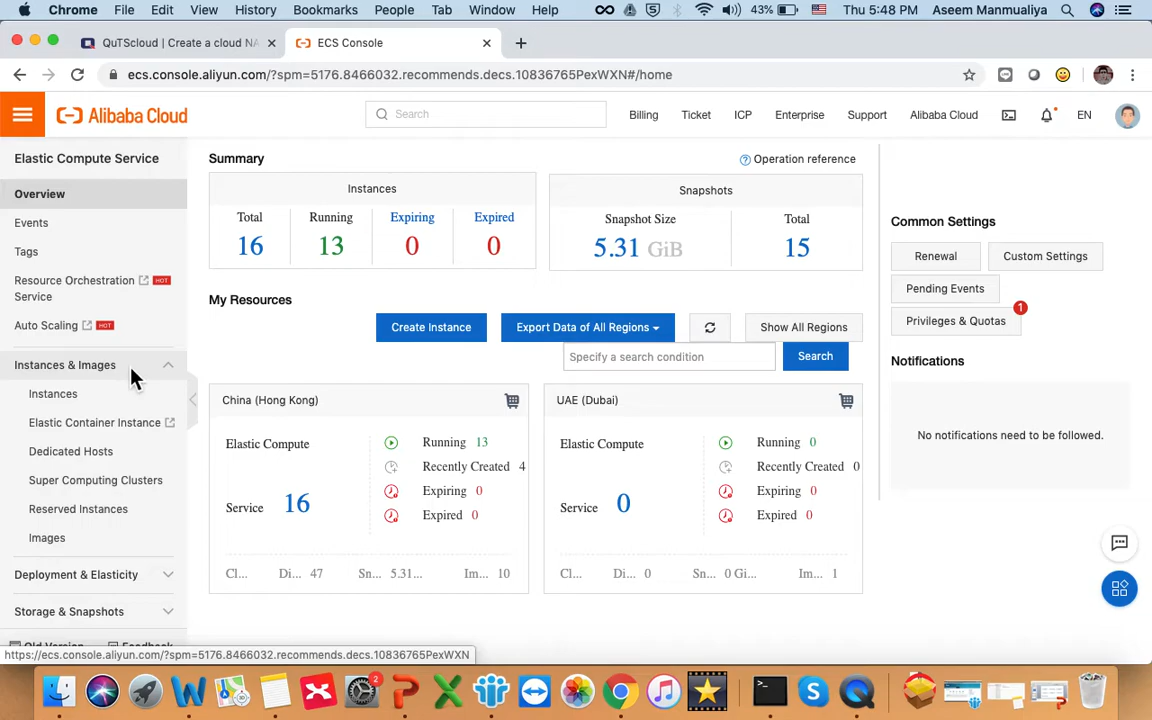 Chrome File Edit View History Bookmarks People Tab Window Help 43% Thu 5:48 PM Aseem Manmualiya
QuTScloud | Create a cloud NA
ECS Console
ecs.console.aliyun.com/?spm=5176.8466032.recommends.decs.10836765PexWXN#/home
Alibaba Cloud
Search
Billing Ticket ICP Enterprise Support Alibaba Cloud EN
Elastic Compute Service
Overview
Events
Tags
Resource Orchestration Service HOT
Auto Scaling HOT
Instances & Images
Instances
Elastic Container Instance
Dedicated Hosts
Super Computing Clusters
Reserved Instances
Images
Deployment & Elasticity
Storage & Snapshots
Summary
Operation reference
Instances
Total Running Expiring Expired
16 13 0 0
Snapshots
Snapshot Size Total
5.31 GiB 15
My Resources
Create Instance
Export Data of All Regions
Show All Regions
Specify a search condition
Search
China (Hong Kong)
Elastic Compute Service 16
Running 13
Recently Created 4
Expiring 0
Expired 0
Cl... Di... 47 Sn... 5.31... Im... 10
UAE (Dubai)
Elastic Compute Service 0
Running 0
Recently Created 0
Expiring 0
Expired 0
Cl... Di... 0 Sn... 0 Gi... Im... 1
Common Settings
Renewal
Custom Settings
Pending Events
Privileges & Quotas 1
Notifications
No notifications need to be followed.
https://ecs.console.aliyun.com/?spm=5176.8466032.recommends.decs.10836765PexWXN
2